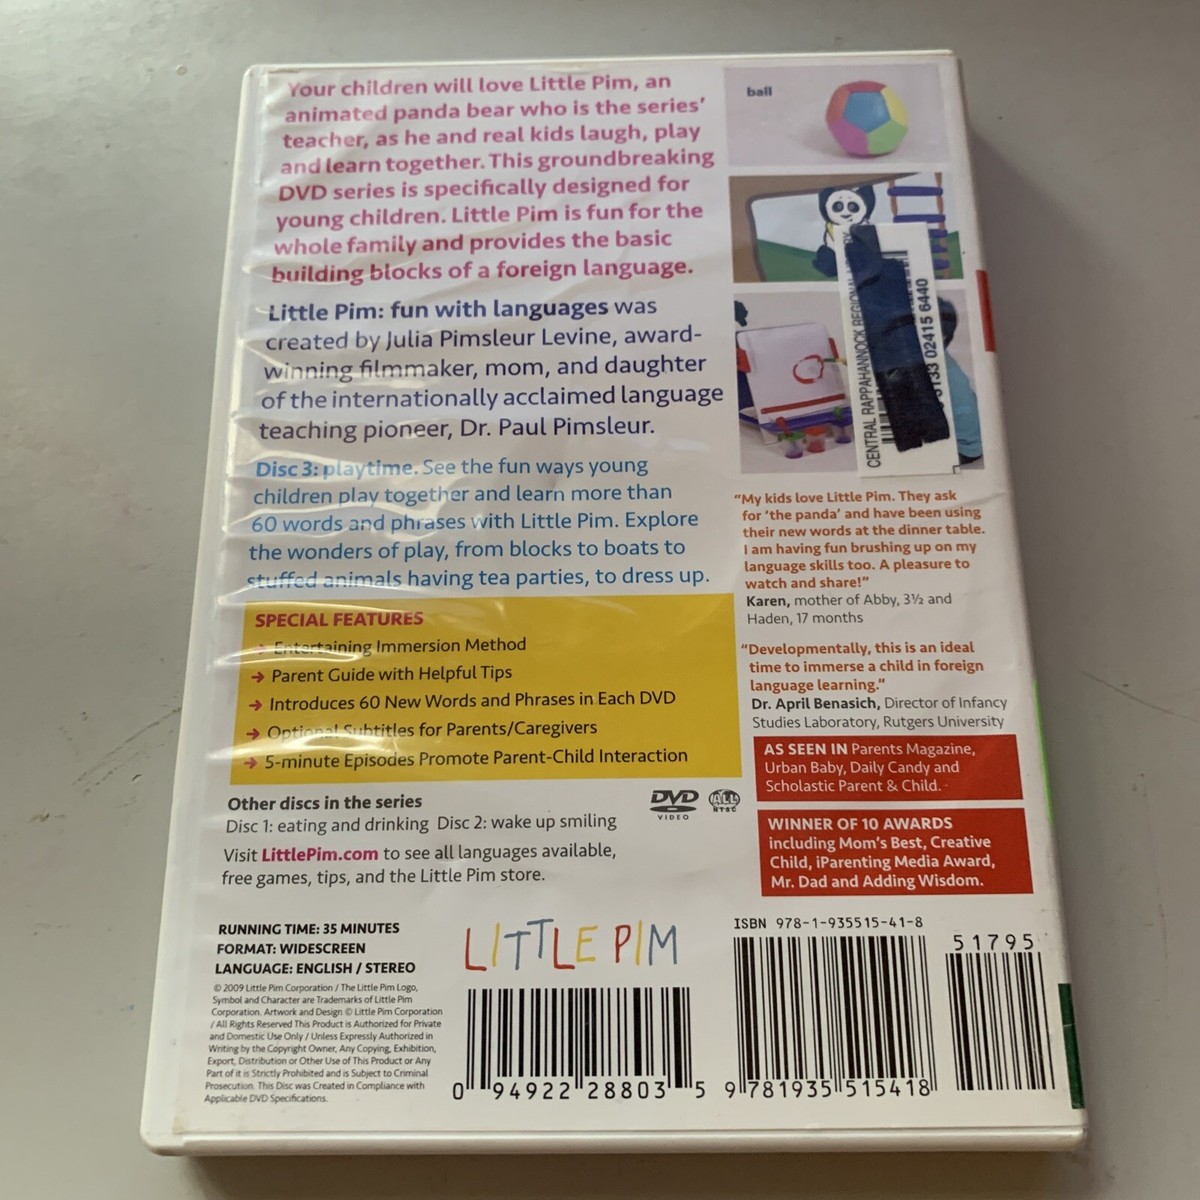 Your children will love Little Pim, an
animated panda bear who is the series'
teacher, as he and real kids laugh, play
and learn together. This groundbreaking
DVD series is specifically designed for
young children. Little Pim is fun for the
whole family and provides the basic
building blocks of a foreign language.
Little Pim: fun with languages was
created by Julia Pimsleur Levine, award-
winning filmmaker, mom, and daughter
of the internationally acclaimed language
teaching pioneer, Dr. Paul Pimsleur.
Disc 3: playtime. See the fun ways young
children play together and learn more than
60 words and phrases with Little Pim. Explore
the wonders of play, from blocks to boats to
stuffed animals having tea parties, to dress up.
SPECIAL FEATURES
→ Entertaining Immersion Method
→ Parent Guide with Helpful Tips
→ Introduces 60 New Words and Phrases in Each DVD
→ Optional Subtitles for Parents/Caregivers
→ 5-minute Episodes Promote Parent-Child Interaction
Other discs in the series
Disc 1: eating and drinking Disc 2: wake up smiling
Visit LittlePim.com to see all languages available,
free games, tips, and the Little Pim store.
DVD
VIDEO
ALL
NTSC
RUNNING TIME: 35 MINUTES
FORMAT: WIDESCREEN
LANGUAGE: ENGLISH / STEREO
© 2009 Little Pim Corporation / The Little Pim Logo,
Symbol and Character are Trademarks of Little Pim
Corporation. Artwork and Design © Little Pim Corporation
/ All Rights Reserved This Product is Authorized for Private
and Domestic Use Only / Unless Expressly Authorized in
Writing by the Copyright Owner, Any Copying, Exhibition,
Export, Distribution or Other Use of This Product or Any
Part of it is Strictly Prohibited and is Subject to Criminal
Prosecution. This Disc was Created in Compliance with
Applicable DVD Specifications.
LITTLE PIM
0 94922 28803 5
ball
CENTRAL RAPPAHANNOCK REGIONAL
0133 02415 6440
"My kids love Little Pim. They ask
for 'the panda' and have been using
their new words at the dinner table.
I am having fun brushing up on my
language skills too. A pleasure to
watch and share!"
Karen, mother of Abby, 3½ and
Haden, 17 months
"Developmentally, this is an ideal
time to immerse a child in foreign
language learning."
Dr. April Benasich, Director of Infancy
Studies Laboratory, Rutgers University
AS SEEN IN Parents Magazine,
Urban Baby, Daily Candy and
Scholastic Parent & Child.
WINNER OF 10 AWARDS
including Mom's Best, Creative
Child, iParenting Media Award,
Mr. Dad and Adding Wisdom.
ISBN 978-1-935515-41-8
51795
9 781935 515418